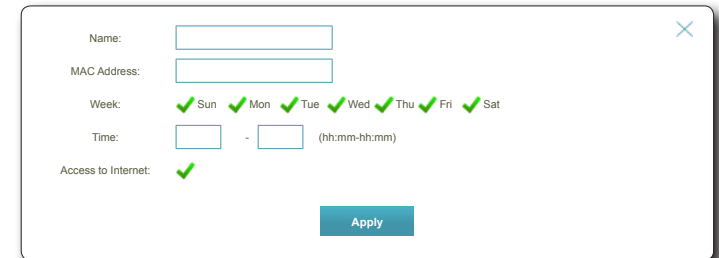 Name:
MAC Address:
Week: Sun Mon Tue Wed Thu Fri Sat
Time: - (hh:mm-hh:mm)
Access to Internet:
Apply